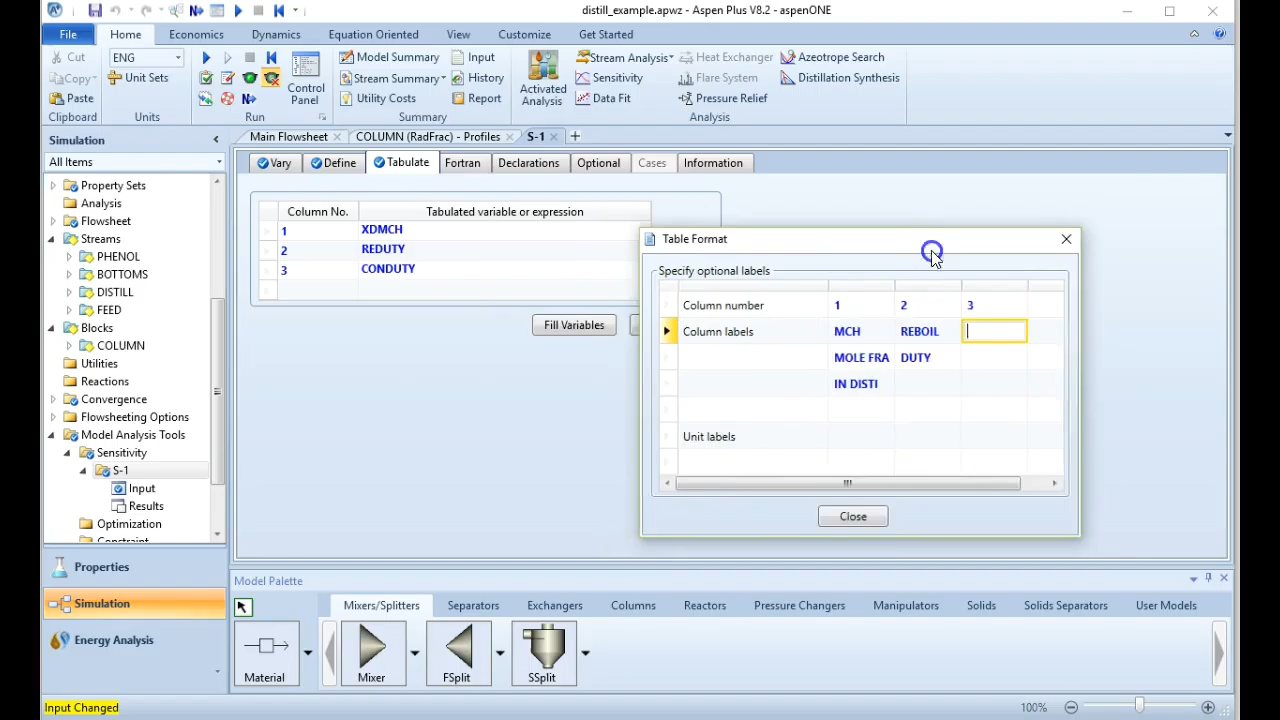 distill_example.apwz - Aspen Plus V8.2 - aspenONE
File Home Economics Dynamics Equation Oriented View Customize Get Started
Cut ENG Model Summary Input Stream Analysis Heat Exchanger Azeotrope Search
Copy Unit Sets Stream Summary History Sensitivity Flare System Distillation Synthesis
Paste Control Panel Utility Costs Report Activated Analysis Data Fit Pressure Relief
Clipboard Units Run Summary Analysis
Simulation Main Flowsheet COLUMN (RadFrac) - Profiles S-1
All Items Vary Define Tabulate Fortran Declarations Optional Cases Information
Property Sets
Analysis
Flowsheet
Streams
PHENOL
BOTTOMS
DISTILL
FEED
Blocks
COLUMN
Utilities
Reactions
Convergence
Flowsheeting Options
Model Analysis Tools
Sensitivity
S-1
Input
Results
Optimization
Constraint
Properties
Simulation
Energy Analysis
Column No. Tabulated variable or expression
1 XDMCH
2 REDUTY
3 CONDUTY
Fill Variables
Table Format
Specify optional labels
Column number 1 2 3
Column labels MCH REBOIL
MOLE FRA DUTY
IN DISTI
Unit labels
Close
Model Palette
Mixers/Splitters Separators Exchangers Columns Reactors Pressure Changers Manipulators Solids Solids Separators User Models
Material Mixer FSplit SSplit
Input Changed 100%